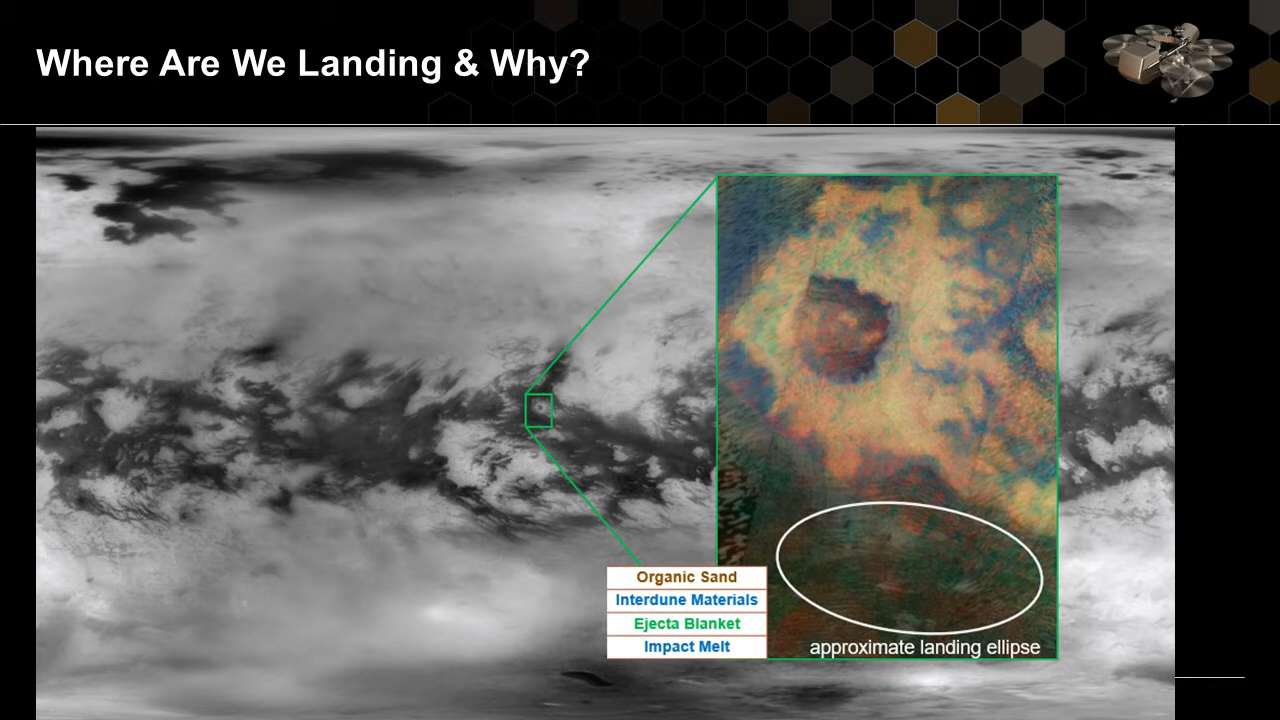 Where Are We Landing & Why?
Organic Sand
Interdune Materials
Ejecta Blanket
Impact Melt
approximate landing ellipse